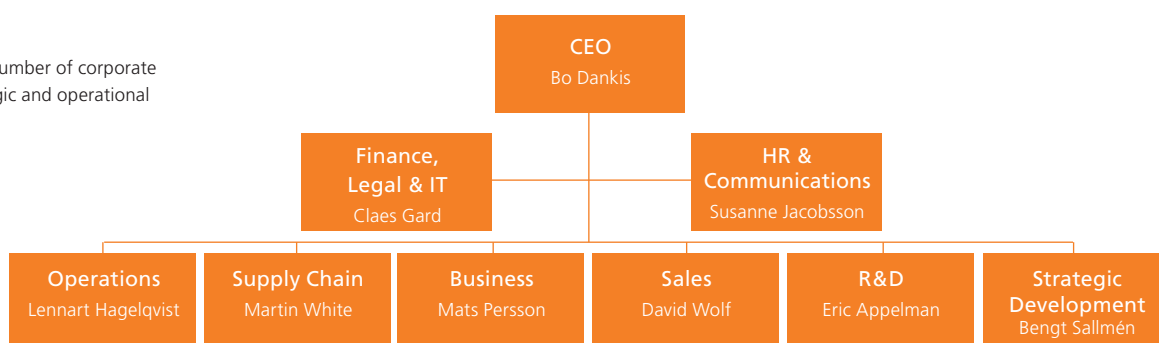 umber of corporate
gic and operational
CEO
Bo Dankis
Finance,
Legal & IT
Claes Gard
HR &
Communications
Susanne Jacobsson
Operations
Lennart Hagelqvist
Supply Chain
Martin White
Business
Mats Persson
Sales
David Wolf
R&D
Eric Appelman
Strategic
Development
Bengt Sallmén